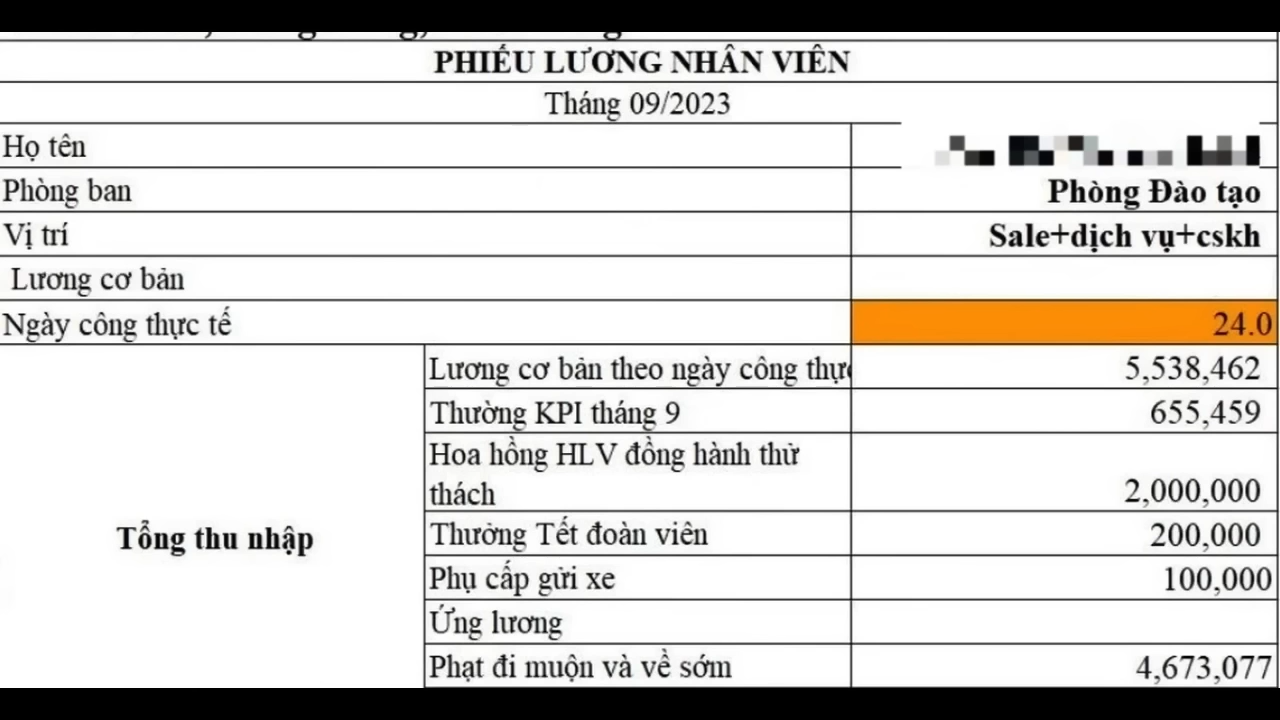 PHIẾU LƯƠNG NHÂN VIÊN
Tháng 09/2023
Họ tên
Phòng ban Phòng Đào tạo
Vị trí Sale+dịch vụ+cskh
Lương cơ bản
Ngày công thực tế 24.0
Tổng thu nhập
Lương cơ bản theo ngày công thực 5,538,462
Thưởng KPI tháng 9 655,459
Hoa hồng HLV đồng hành thử
thách 2,000,000
Thưởng Tết đoàn viên 200,000
Phụ cấp gửi xe 100,000
Ứng lương
Phạt đi muộn và về sớm 4,673,077